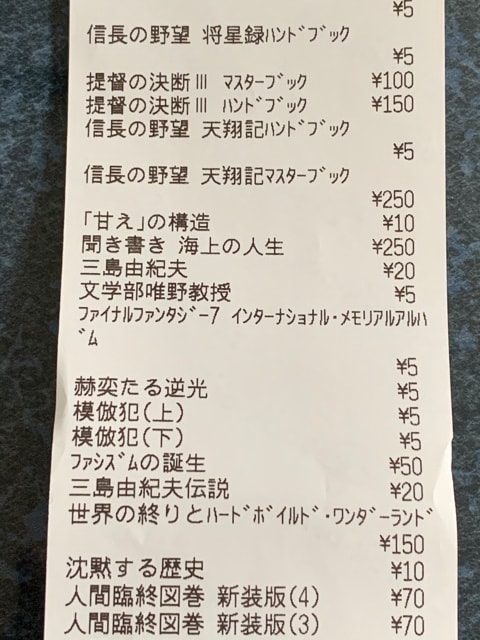 ¥5
信長の野望 将星録ﾊﾝﾄﾞﾌﾞｯｸ
¥5
提督の決断Ⅲ ﾏｽﾀｰﾌﾞｯｸ ¥100
提督の決断Ⅲ ﾊﾝﾄﾞﾌﾞｯｸ ¥150
信長の野望 天翔記ﾊﾝﾄﾞﾌﾞｯｸ
¥5
信長の野望 天翔記ﾏｽﾀｰﾌﾞｯｸ
¥250
「甘え」の構造 ¥10
聞き書き 海上の人生 ¥250
三島由紀夫 ¥20
文学部唯野教授 ¥5
ﾌｧｲﾅﾙﾌｧﾝﾀｼﾞｰ7 ｲﾝﾀｰﾅｼｮﾅﾙ･ﾒﾓﾘｱﾙｱﾙﾊ
ﾞﾑ
¥5
赫奕たる逆光 ¥5
模倣犯(上) ¥5
模倣犯(下) ¥5
ﾌｧｼｽﾞﾑの誕生 ¥50
三島由紀夫伝説 ¥20
世界の終りとﾊｰﾄﾞﾎﾞｲﾙﾄﾞ･ﾜﾝﾀﾞｰﾗﾝﾄﾞ
¥150
沈黙する歴史 ¥10
人間臨終図巻 新装版(4) ¥70
人間臨終図巻 新装版(3) ¥70